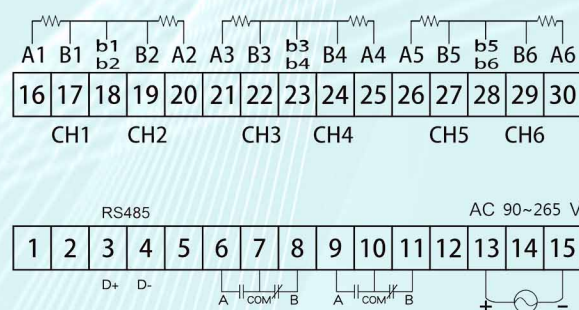 A1 B1 b1 B2 A2 A3 B3 b3 B4 A4 A5 B5 b5 B6 A6
b2 b4 b6
16 17 18 19 20 21 22 23 24 25 26 27 28 29 30
CH1 CH2 CH3 CH4 CH5 CH6
RS485 AC 90~265 V
1 2 3 4 5 6 7 8 9 10 11 12 13 14 15
D+ D- A COM B A COM B + -